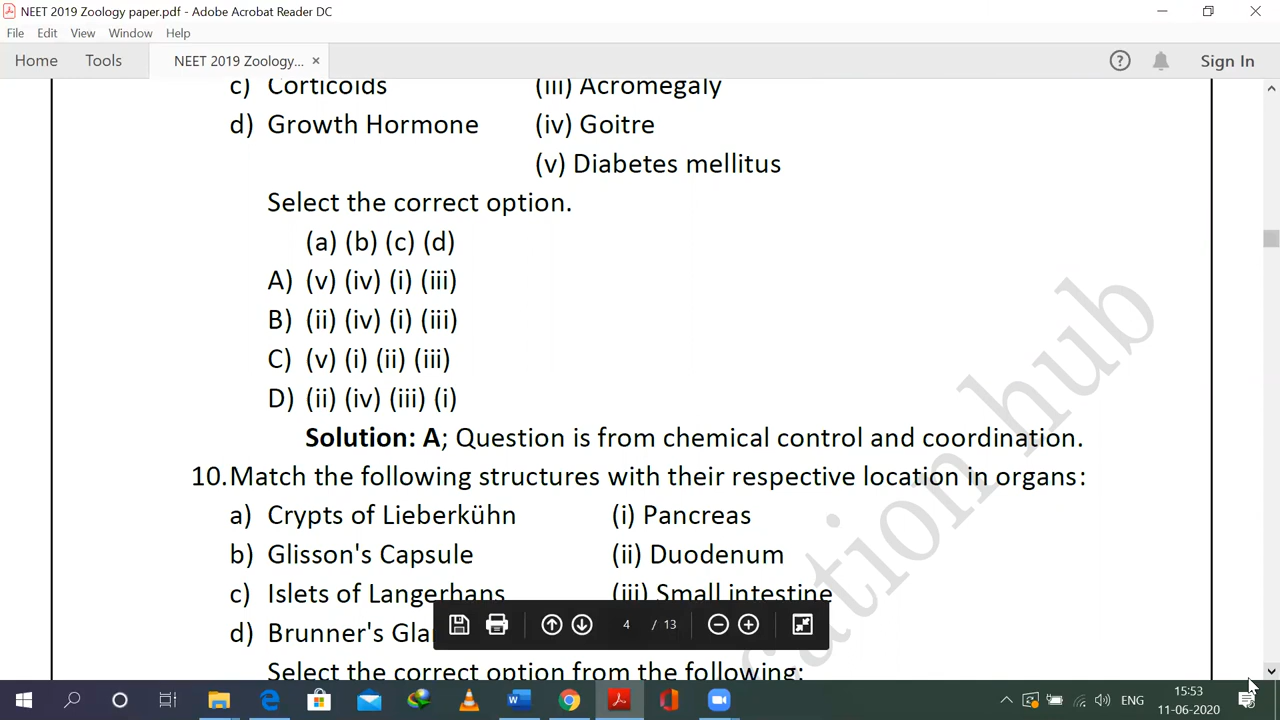 NEET 2019 Zoology paper.pdf - Adobe Acrobat Reader DC
File Edit View Window Help
Home Tools NEET 2019 Zoology... × Sign In
c) Corticoids (iii) Acromegaly
d) Growth Hormone (iv) Goitre
(v) Diabetes mellitus
Select the correct option.
(a) (b) (c) (d)
A) (v) (iv) (i) (iii)
B) (ii) (iv) (i) (iii)
C) (v) (i) (ii) (iii)
D) (ii) (iv) (iii) (i)
Solution: A; Question is from chemical control and coordination.
10.Match the following structures with their respective location in organs:
a) Crypts of Lieberkühn (i) Pancreas
b) Glisson's Capsule (ii) Duodenum
c) Islets of Langerhans (iii) Small intestine
d) Brunner's
4 / 13
Select the correct option from the following:
hub
ENG
15:53
11-06-2020